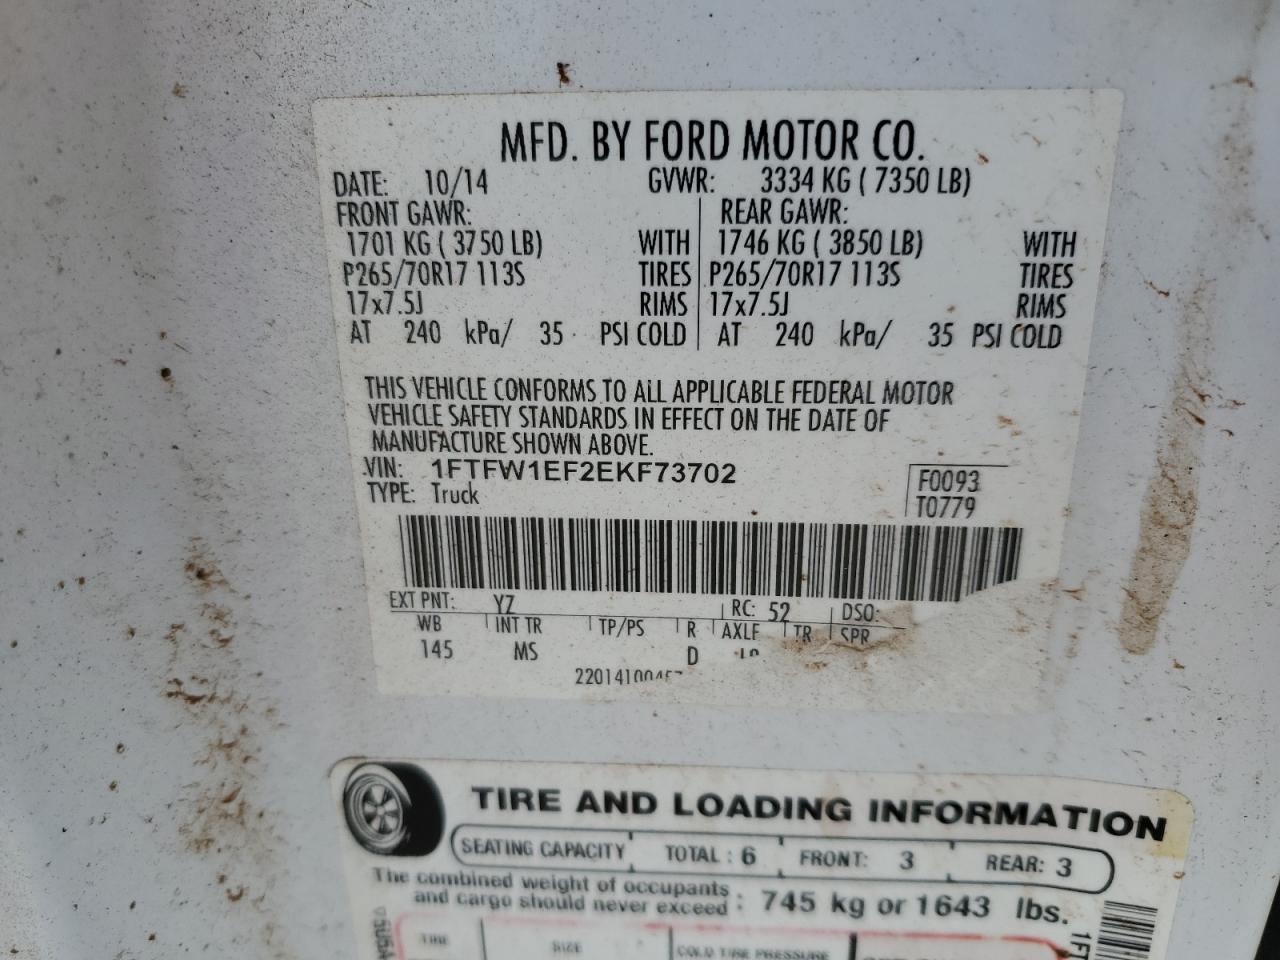 MFD. BY FORD MOTOR CO.
DATE: 10/14 GVWR: 3334 KG ( 7350 LB)
FRONT GAWR: REAR GAWR:
1701 KG ( 3750 LB) WITH 1746 KG ( 3850 LB) WITH
P265/70R17 113S TIRES P265/70R17 113S TIRES
17x7.5J RIMS 17x7.5J RIMS
AT 240 kPa/ 35 PSI COLD AT 240 kPa/ 35 PSI COLD
THIS VEHICLE CONFORMS TO ALL APPLICABLE FEDERAL MOTOR
VEHICLE SAFETY STANDARDS IN EFFECT ON THE DATE OF
MANUFACTURE SHOWN ABOVE.
VIN: 1FTFW1EF2EKF73702 F0093
TYPE: Truck T0779
EXT PNT: YZ RC: 52 DSO:
WB INT TR TP/PS R AXLE TR SPR
145 MS D
TIRE AND LOADING INFORMATION
SEATING CAPACITY TOTAL : 6 FRONT: 3 REAR: 3
The combined weight of occupants
and cargo should never exceed : 745 kg or 1643 lbs.
TIRE SIZE COLD TIRE PRESSURE